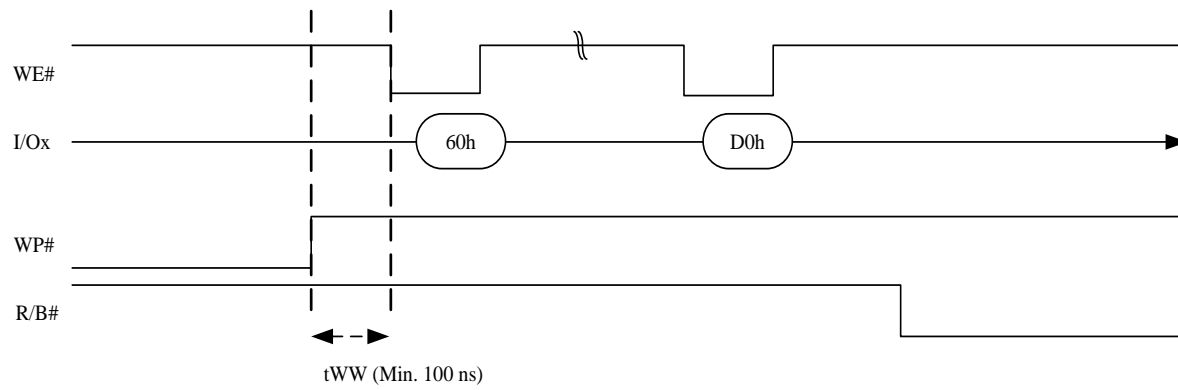 WE#
I/Ox
60h
D0h
WP#
R/B#
tWW (Min. 100 ns)